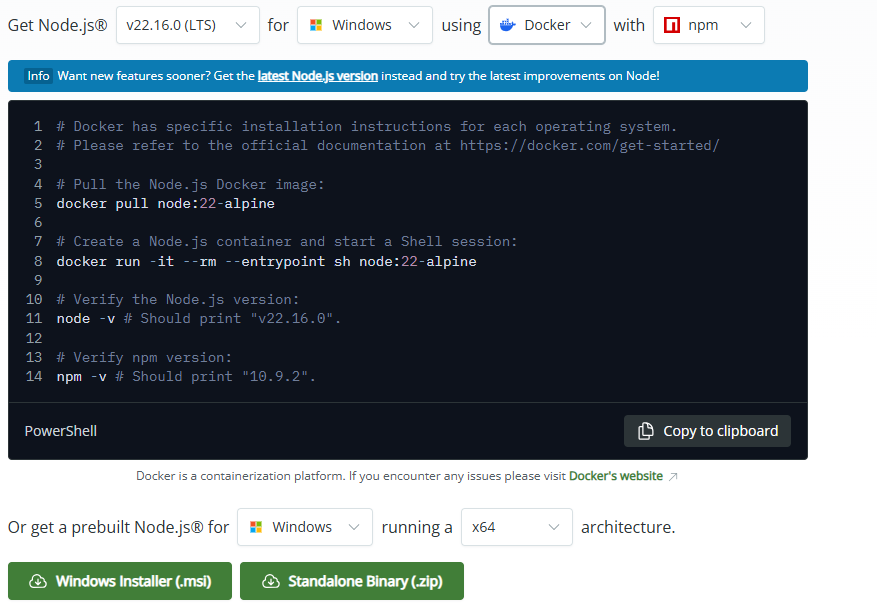 Get Node.js® v22.16.0 (LTS) for Windows using Docker with npm
Info Want new features sooner? Get the latest Node.js version instead and try the latest improvements on Node!
1 # Docker has specific installation instructions for each operating system.
2 # Please refer to the official documentation at https://docker.com/get-started/
3
4 # Pull the Node.js Docker image:
5 docker pull node:22-alpine
6
7 # Create a Node.js container and start a Shell session:
8 docker run -it --rm --entrypoint sh node:22-alpine
9
10 # Verify the Node.js version:
11 node -v # Should print "v22.16.0".
12
13 # Verify npm version:
14 npm -v # Should print "10.9.2".
PowerShell Copy to clipboard
Docker is a containerization platform. If you encounter any issues please visit Docker's website
Or get a prebuilt Node.js® for Windows running a x64 architecture.
Windows Installer (.msi) Standalone Binary (.zip)